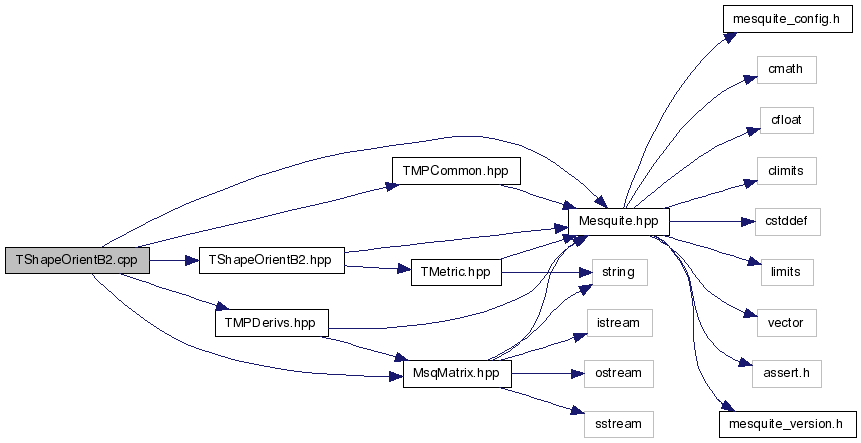 mesquite_config.h
cmath
cfloat
TMPCommon.hpp
climits
Mesquite.hpp
cstddef
TShapeOrientB2.cpp
TShapeOrientB2.hpp
TMetric.hpp
string
limits
TMPDerivs.hpp
istream
vector
MsqMatrix.hpp
ostream
assert.h
sstream
mesquite_version.h